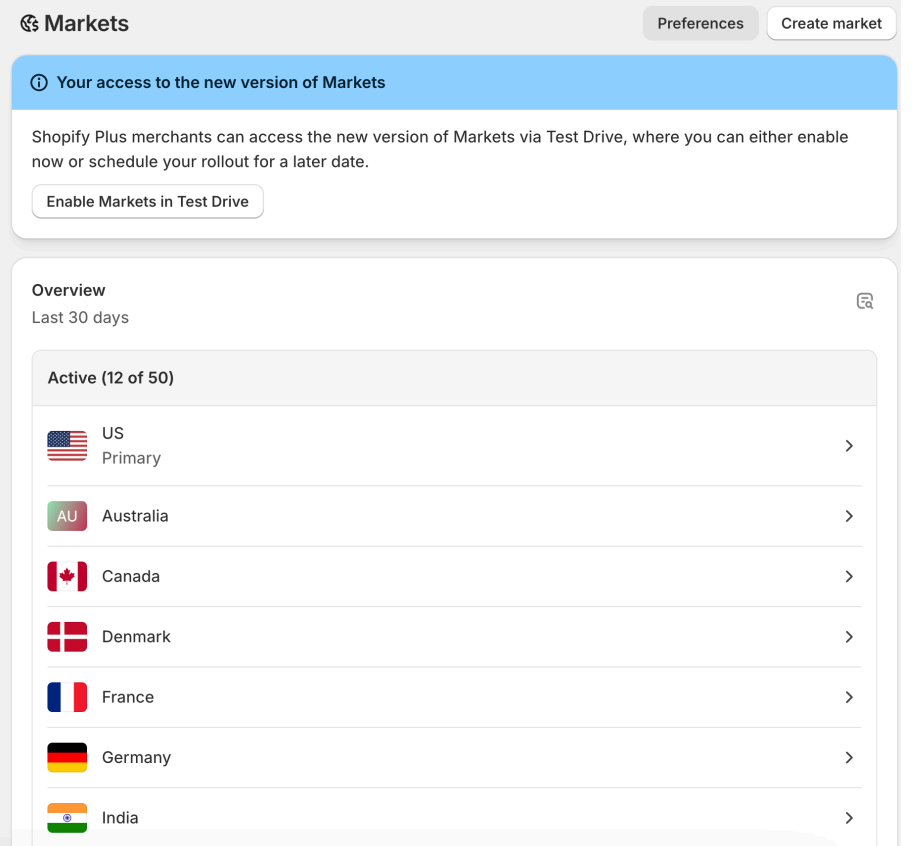 Markets
Preferences
Create market
Your access to the new version of Markets
Shopify Plus merchants can access the new version of Markets via Test Drive, where you can either enable
now or schedule your rollout for a later date.
Enable Markets in Test Drive
Overview
Last 30 days
Active (12 of 50)
US
Primary
AU
Australia
Canada
Denmark
France
Germany
India